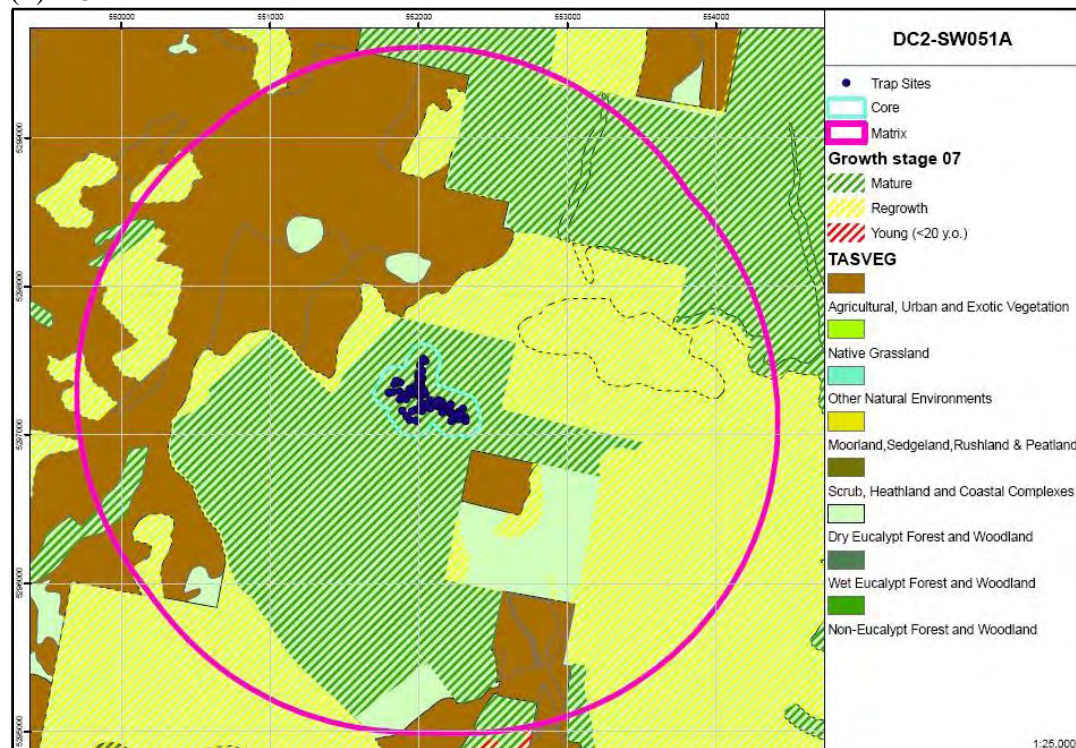 550000 551000 552000 553000 554000
DC2-SW051A
Trap Sites
Core
Matrix
Growth stage 07
Mature
Regrowth
Young (<20 y.o.)
TASVEG
Agricultural, Urban and Exotic Vegetation
Native Grassland
Other Natural Environments
Moorland,Sedgeland,Rushland & Peatland
Scrub, Heathland and Coastal Complexes
Dry Eucalypt Forest and Woodland
Wet Eucalypt Forest and Woodland
Non-Eucalypt Forest and Woodland
1:25.000